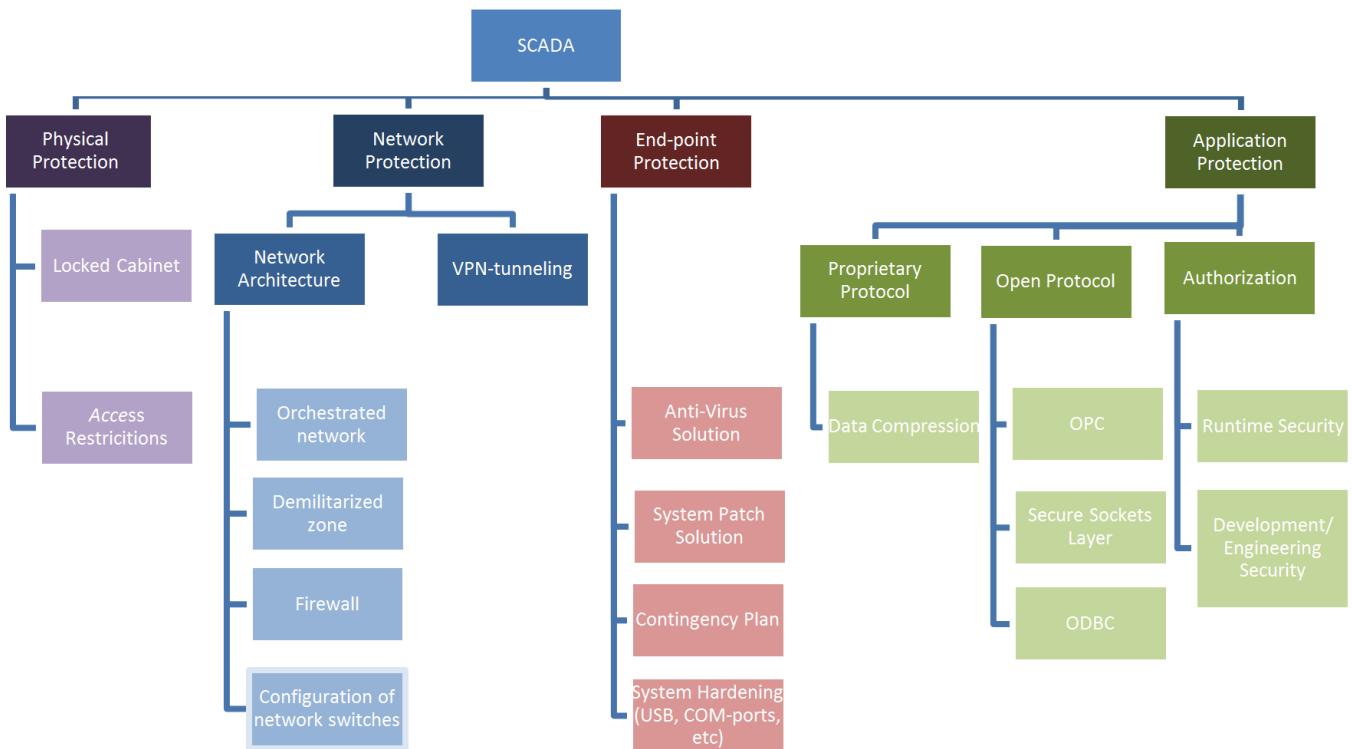 SCADA
Physical
Protection
Network
Protection
End-point
Protection
Application
Protection
Locked Cabinet
Access
Restricitions
Network
Architecture
VPN-tunneling
Orchestrated
network
Demilitarized
zone
Firewall
Configuration of
network switches
Anti-Virus
Solution
System Patch
Solution
Contingency Plan
System Hardening
(USB, COM-ports,
etc)
Proprietary
Protocol
Open Protocol
Authorization
Data Compression
OPC
Secure Sockets
Layer
ODBC
Runtime Security
Development/
Engineering
Security